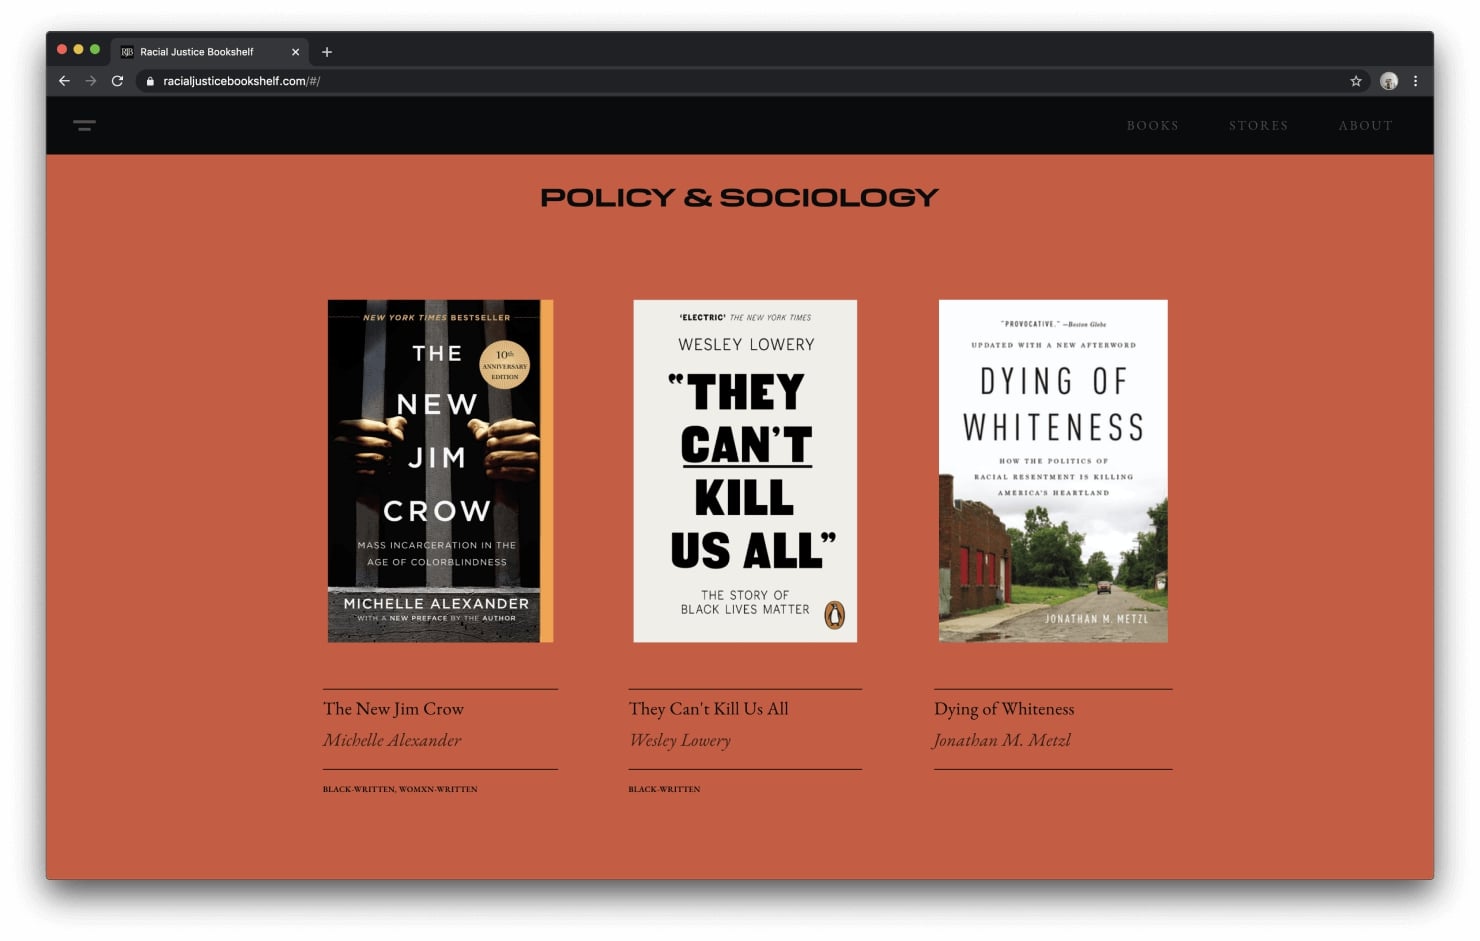 RJB Racial Justice Bookshelf
racialjusticebookshelf.com/#/
BOOKS STORES ABOUT
POLICY & SOCIOLOGY
NEW YORK TIMES BESTSELLER
THE
10th
ANNIVERSARY
EDITION
NEW
JIM
CROW
MASS INCARCERATION IN THE
AGE OF COLORBLINDNESS
MICHELLE ALEXANDER
WITH A NEW PREFACE BY THE AUTHOR
'ELECTRIC' THE NEW YORK TIMES
WESLEY LOWERY
"THEY
CAN'T
KILL
US ALL"
THE STORY OF
BLACK LIVES MATTER
"PROVOCATIVE." —Boston Globe
UPDATED WITH A NEW AFTERWORD
DYING OF
WHITENESS
HOW THE POLITICS OF
RACIAL RESENTMENT IS KILLING
AMERICA'S HEARTLAND
JONATHAN M. METZL
The New Jim Crow
Michelle Alexander
BLACK-WRITTEN, WOMXN-WRITTEN
They Can't Kill Us All
Wesley Lowery
BLACK-WRITTEN
Dying of Whiteness
Jonathan M. Metzl